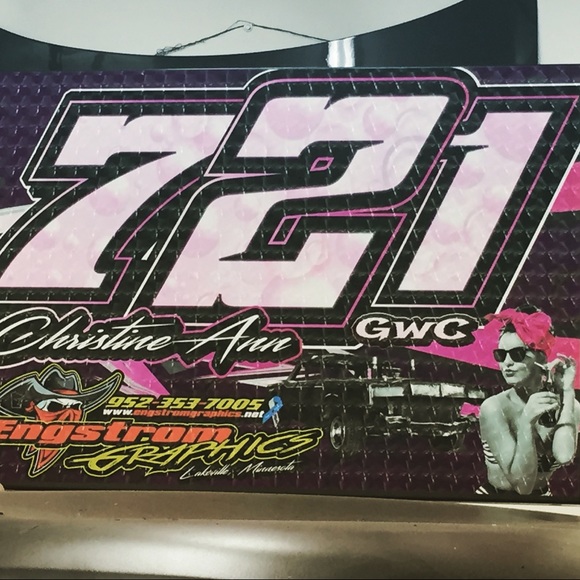 721
Christine Ann
GWC
952-353-7005
www.engstromgraphics.net
Engstrom
GRAPHICS
Lakeville, Minnesota